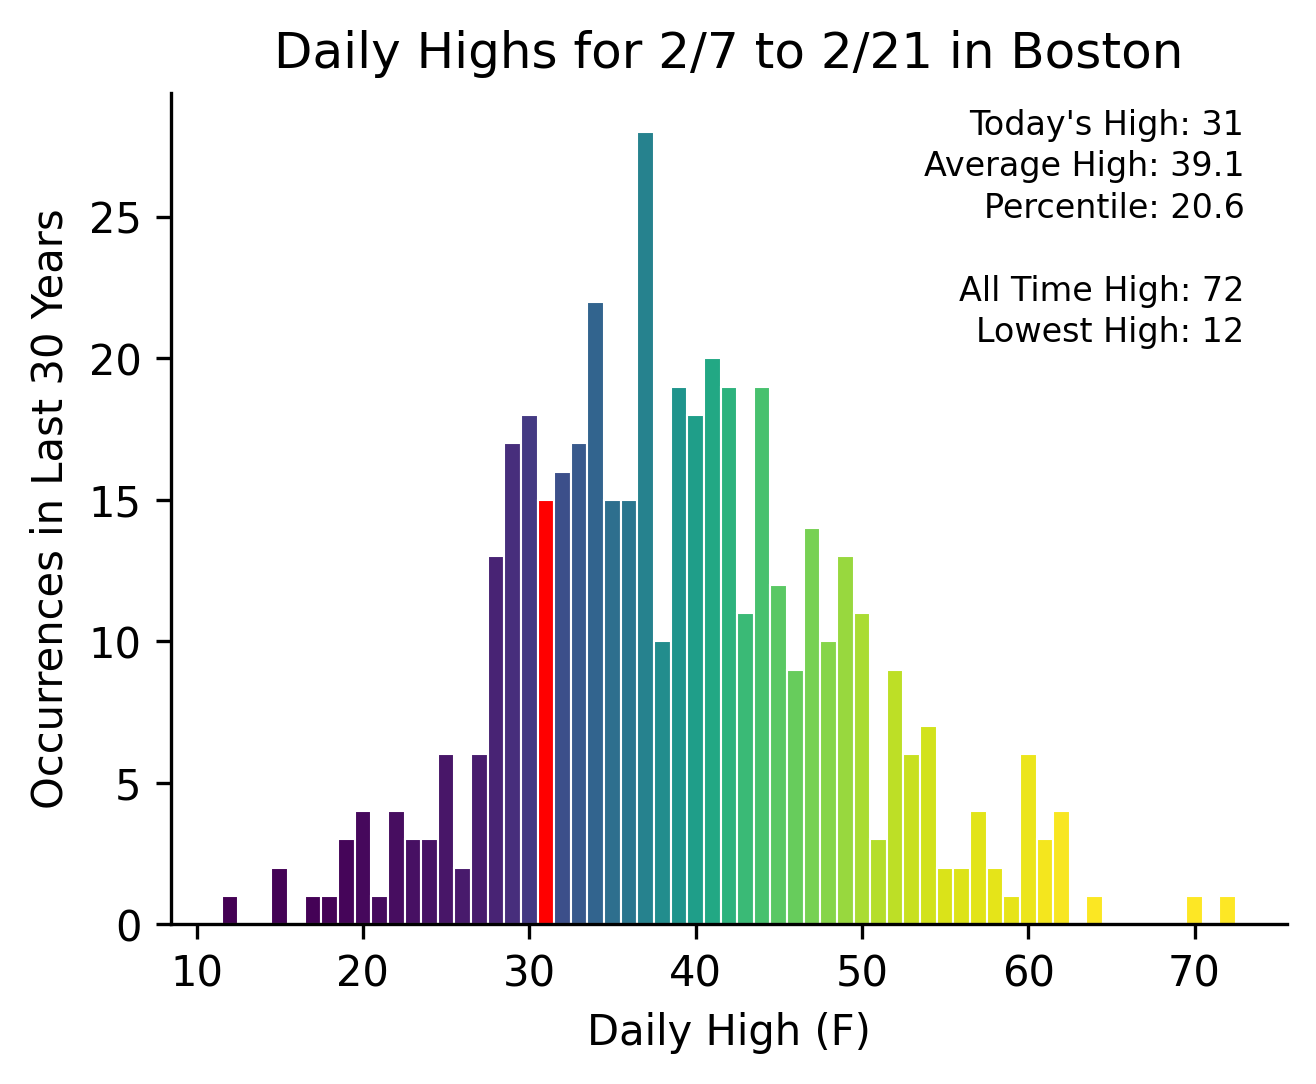 Daily Highs for 2/7 to 2/21 in Boston
Today's High: 31
Average High: 39.1
Percentile: 20.6
All Time High: 72
Lowest High: 12
Occurrences in Last 30 Years
25
20
15
10
5
0
10 20 30 40 50 60 70
Daily High (F)